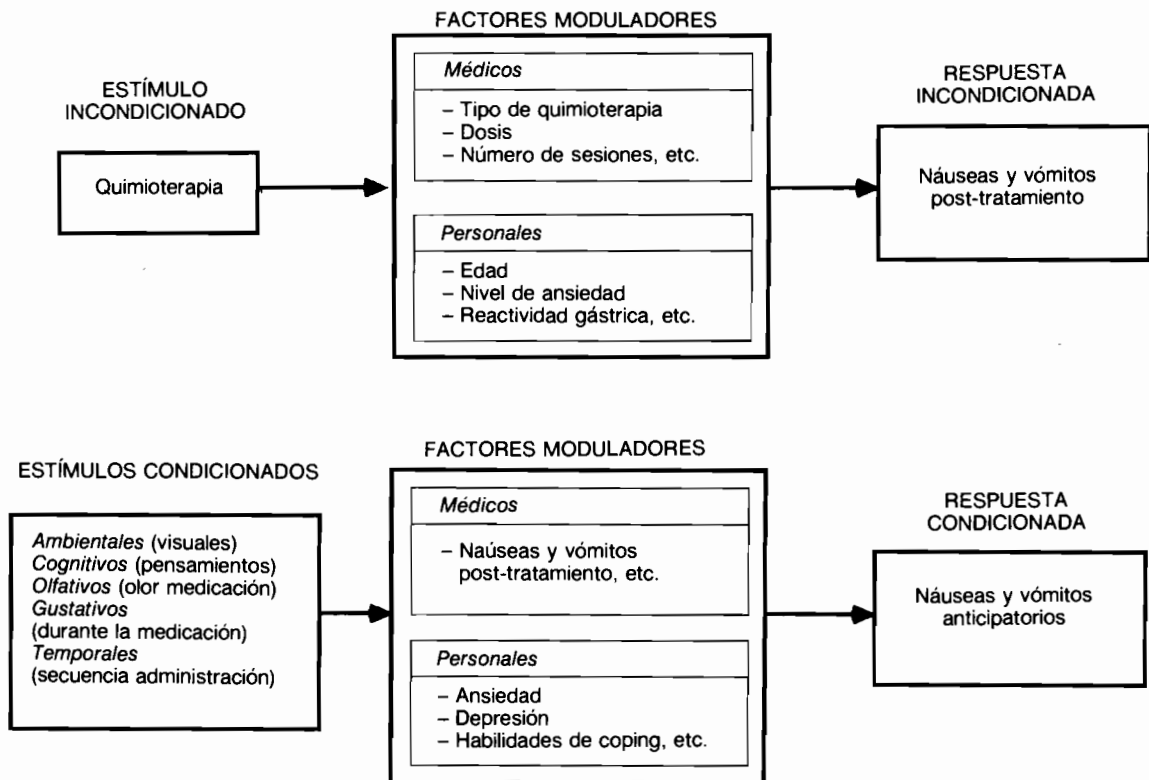 FACTORES MODULADORES
ESTÍMULO
INCONDICIONADO
Quimioterapia
Médicos
– Tipo de quimioterapia
– Dosis
– Número de sesiones, etc.
Personales
– Edad
– Nivel de ansiedad
– Reactividad gástrica, etc.
RESPUESTA
INCONDICIONADA
Náuseas y vómitos
post-tratamiento
FACTORES MODULADORES
ESTÍMULOS CONDICIONADOS
Ambientales (visuales)
Cognitivos (pensamientos)
Olfativos (olor medicación)
Gustativos
(durante la medicación)
Temporales
(secuencia administración)
Médicos
– Naúseas y vómitos
post-tratamiento, etc.
Personales
– Ansiedad
– Depresión
– Habilidades de coping, etc.
RESPUESTA
CONDICIONADA
Náuseas y vómitos
anticipatorios